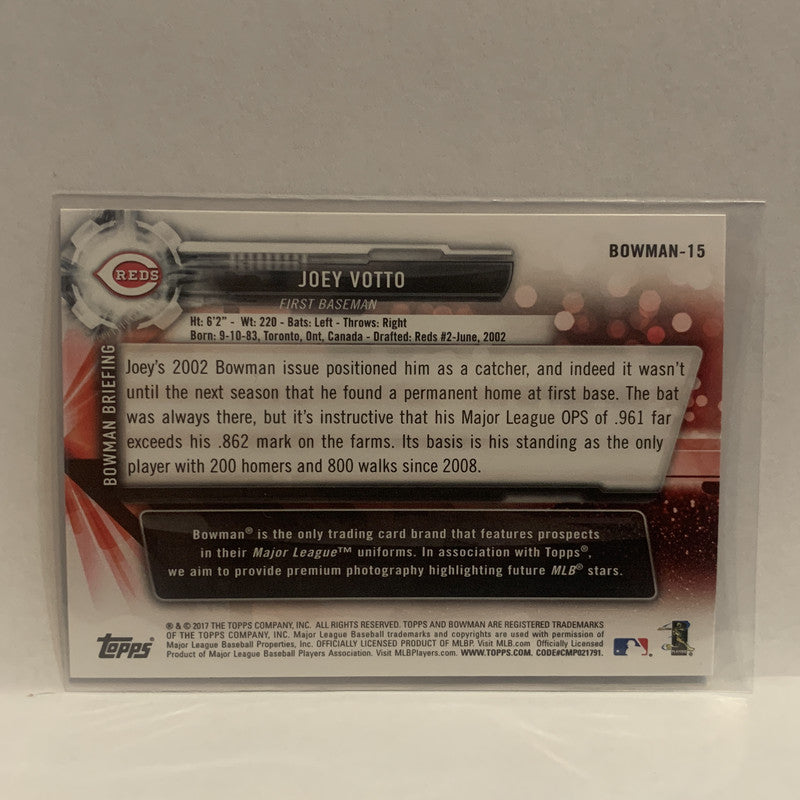 REDS
BOWMAN-15
JOEY VOTTO
FIRST BASEMAN
Ht: 6'2" - Wt: 220 - Bats: Left - Throws: Right
Born: 9-10-83, Toronto, Ont, Canada - Drafted: Reds #2-June, 2002
BOWMAN BRIEFING
Joey's 2002 Bowman issue positioned him as a catcher, and indeed it wasn't
until the next season that he found a permanent home at first base. The bat
was always there, but it's instructive that his Major League OPS of .961 far
exceeds his .862 mark on the farms. Its basis is his standing as the only
player with 200 homers and 800 walks since 2008.
Bowman® is the only trading card brand that features prospects
in their Major League™ uniforms. In association with Topps®,
we aim to provide premium photography highlighting future MLB® stars.
Topps®
® & © 2017 THE TOPPS COMPANY, INC. ALL RIGHTS RESERVED. TOPPS AND BOWMAN ARE REGISTERED TRADEMARKS
OF THE TOPPS COMPANY, INC. Major League Baseball trademarks and copyrights are used with permission of
Major League Baseball Properties, Inc. OFFICIALLY LICENSED PRODUCT OF MLBP. Visit MLB.com Officially Licensed
Product of Major League Baseball Players Association. Visit MLBPlayers.com. WWW.TOPPS.COM. CODE#CMP021791.